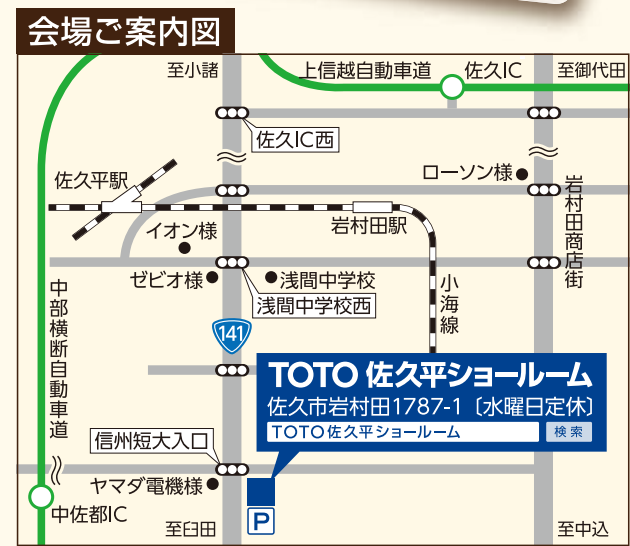 会場ご案内図
至小諸
上信越自動車道
佐久IC
至御代田
佐久IC西
佐久平駅
ローソン様
岩村田駅
岩村田商店街
イオン様
ゼビオ様
浅間中学校
浅間中学校西
小海線
中部横断自動車道
141
TOTO 佐久平ショールーム
佐久市岩村田1787-1〔水曜日定休〕
TOTO佐久平ショールーム
検索
信州短大入口
ヤマダ電機様
中佐都IC
P
至臼田
至中込